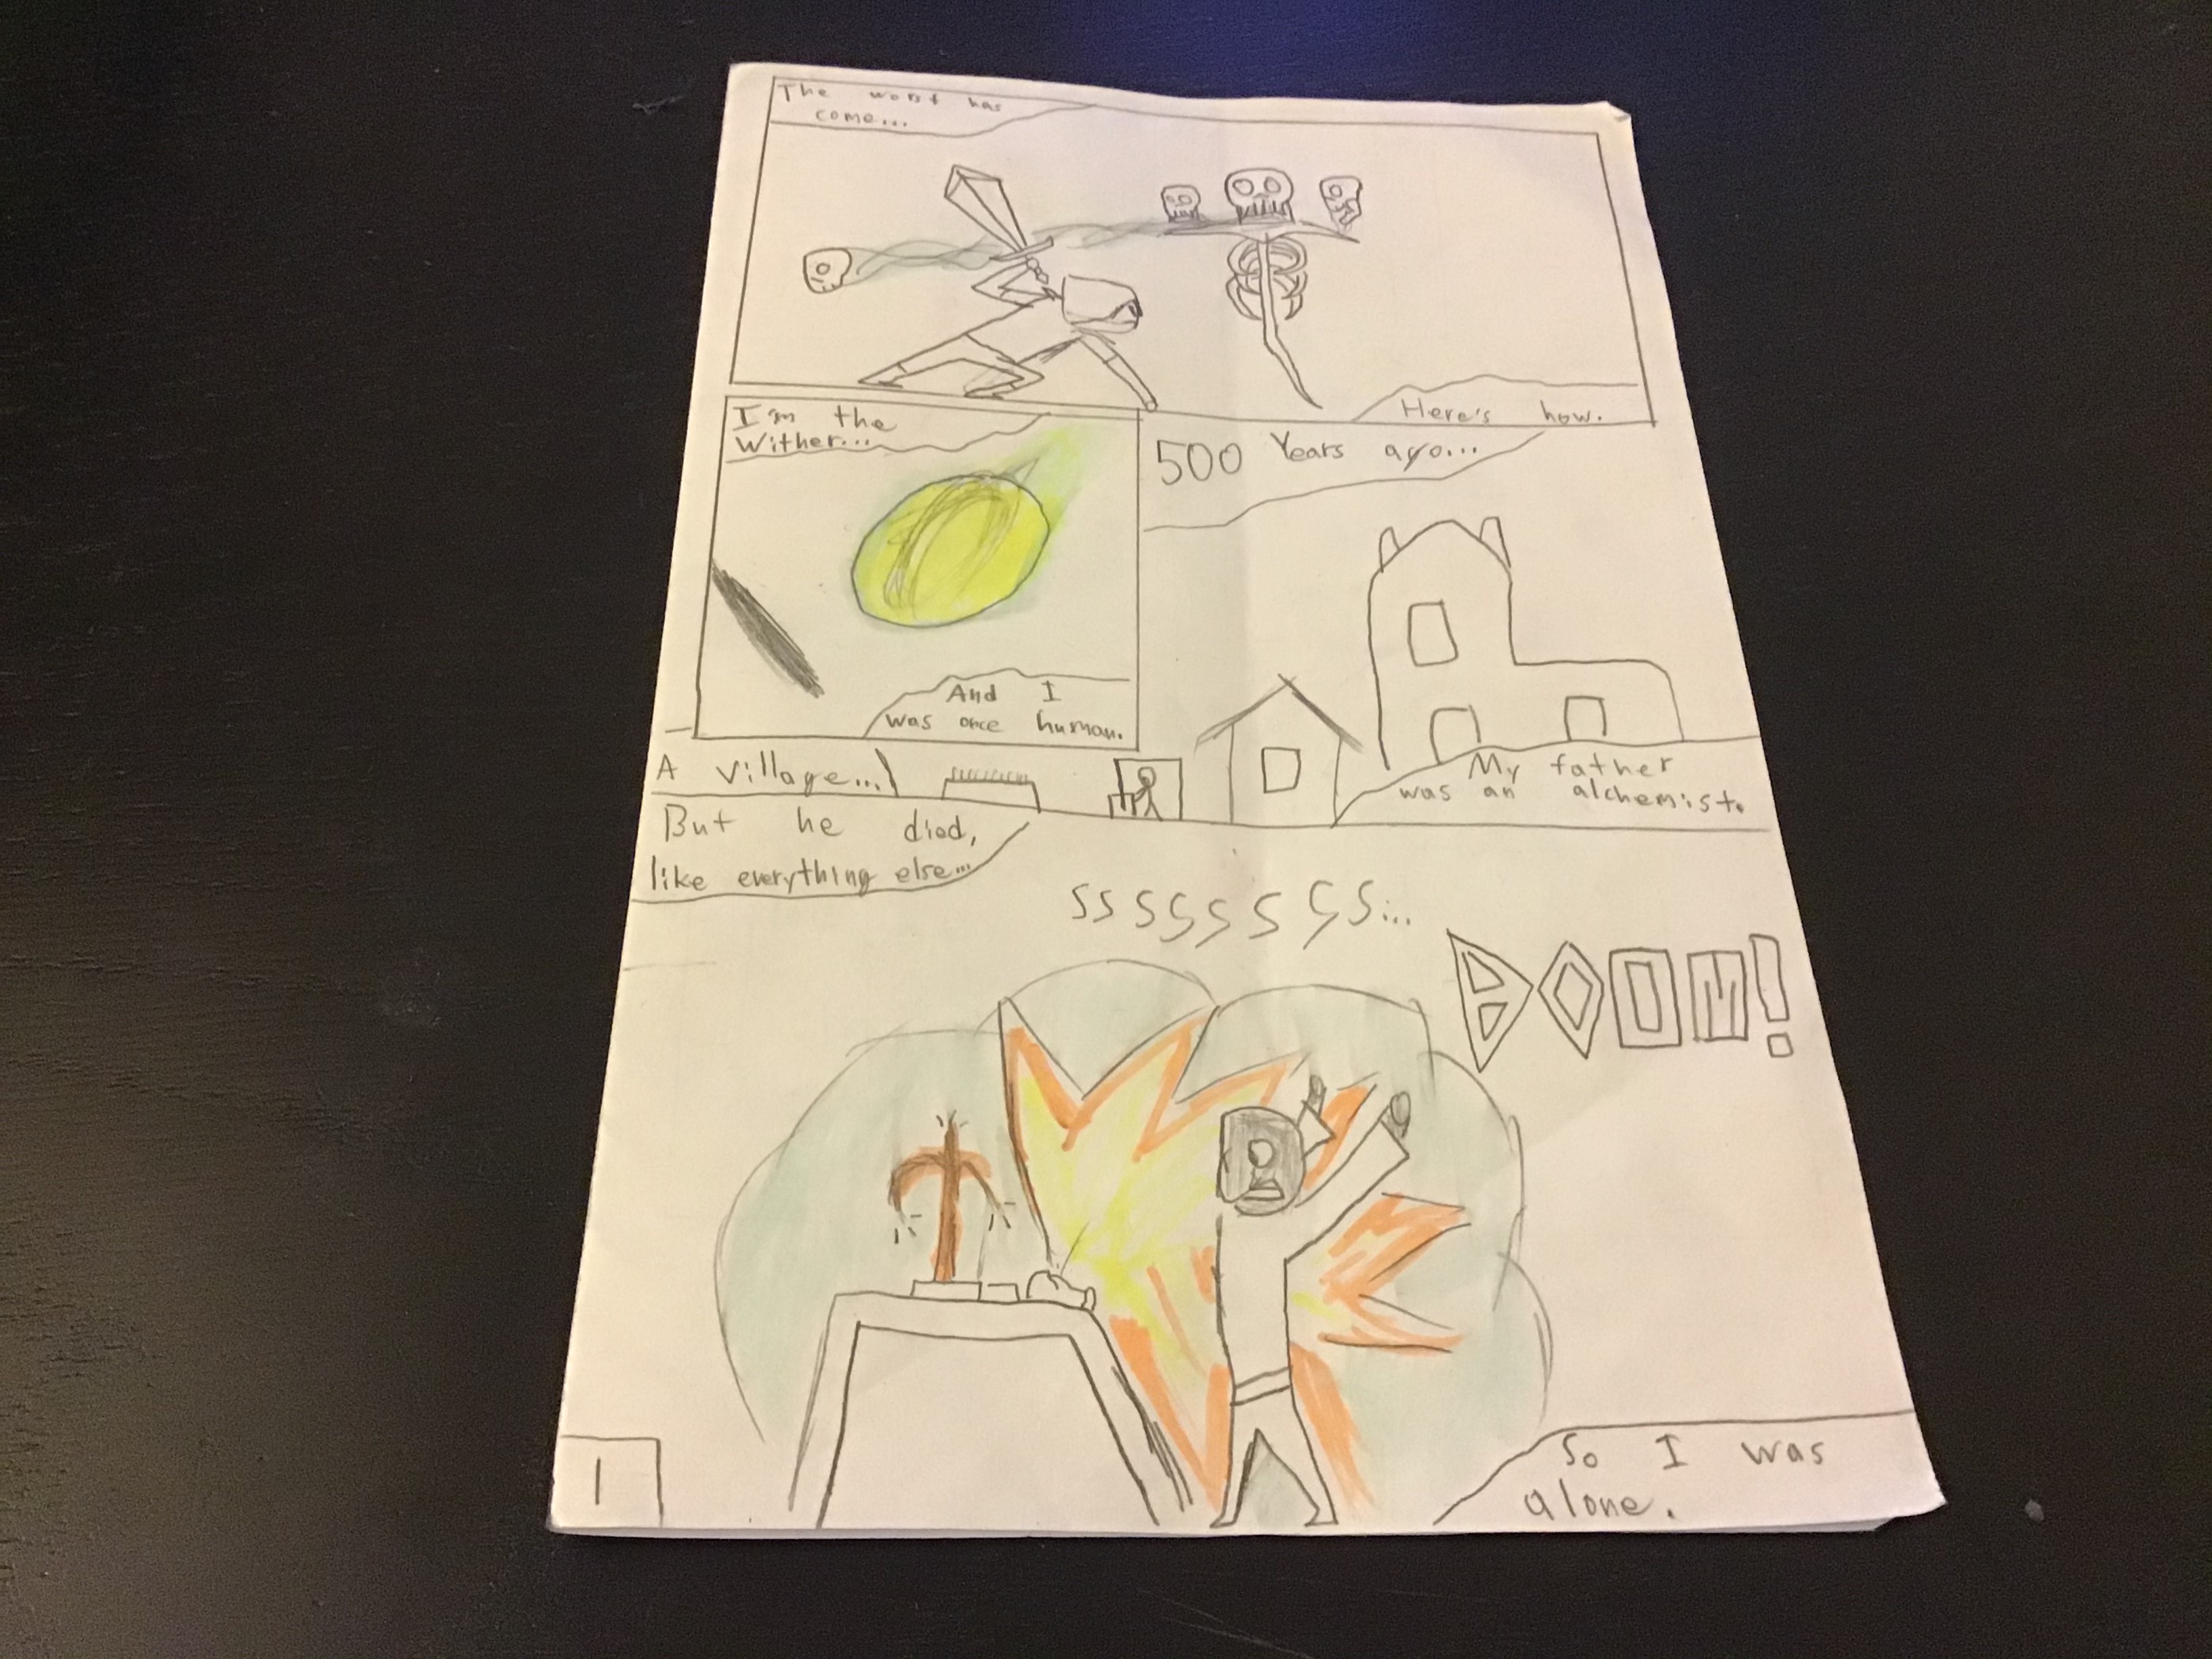 The worst has
come...
Here's how.
I'm the
Wither...
And I
was once human.
500 Years ago...
A village...
My father
was an alchemist.
But he died,
like everything else...
SSSSSSSS...
BOOM!
So I was
alone.
1